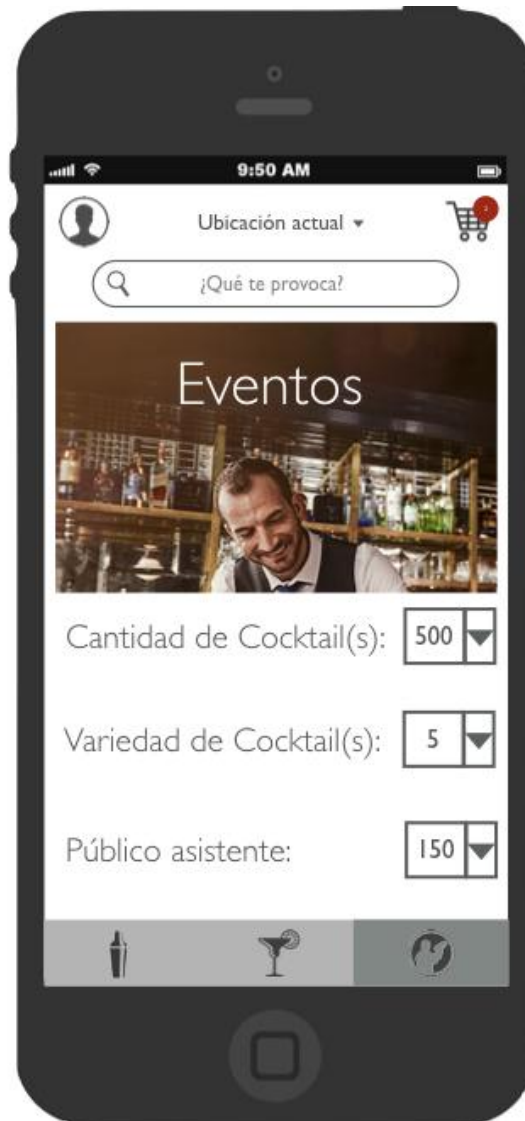 9:50 AM
Ubicación actual
¿Qué te provoca?
Eventos
Cantidad de Cocktail(s): 500
Variedad de Cocktail(s): 5
Público asistente: 150